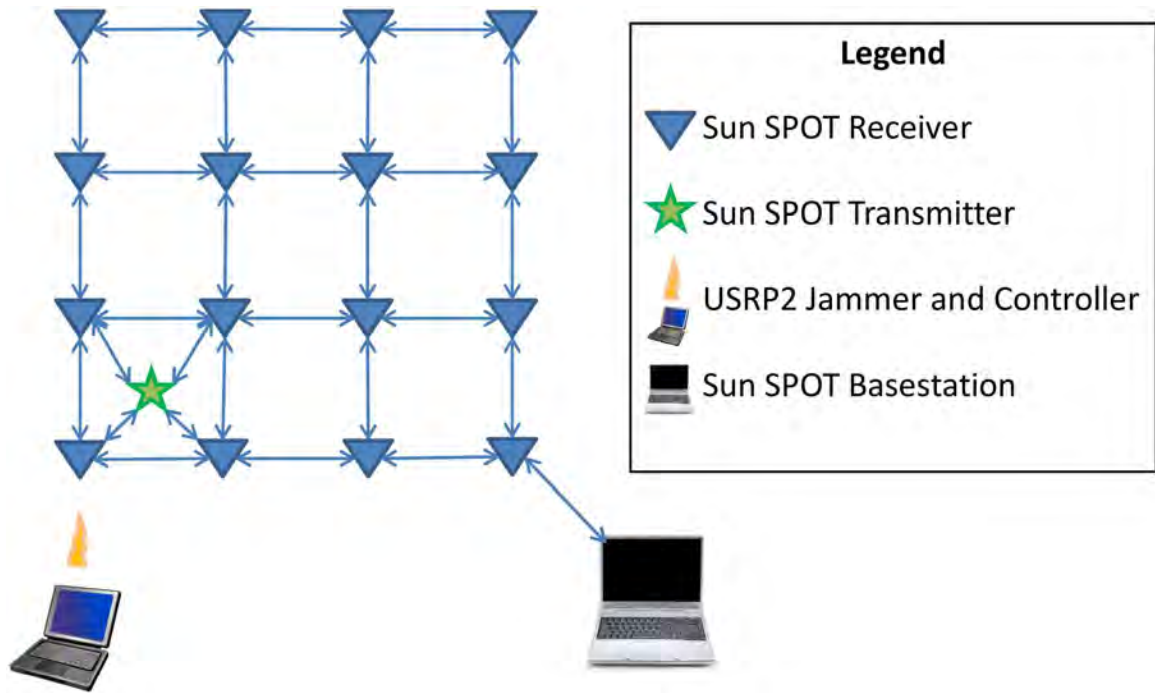 Legend
Sun SPOT Receiver
Sun SPOT Transmitter
USRP2 Jammer and Controller
Sun SPOT Basestation